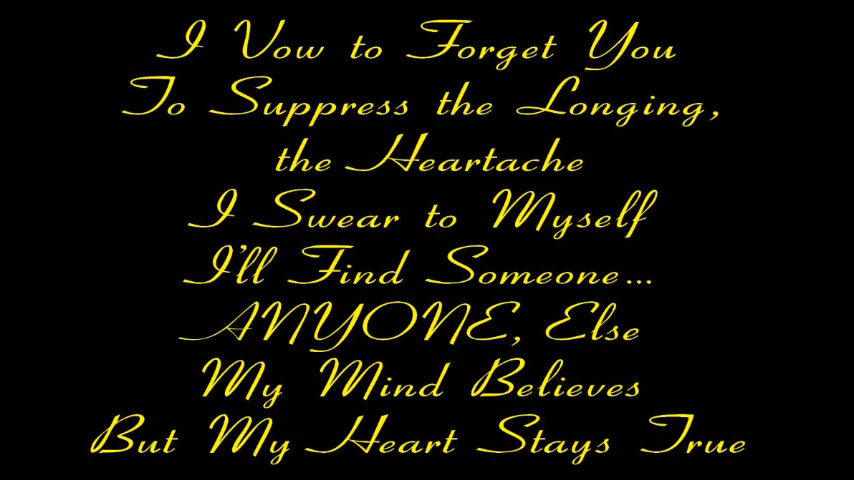 I Vow to Forget You
To Suppress the Longing,
the Heartache
I Swear to Myself
I'll Find Someone...
ANYONE, Else
My Mind Believes
But My Heart Stays True